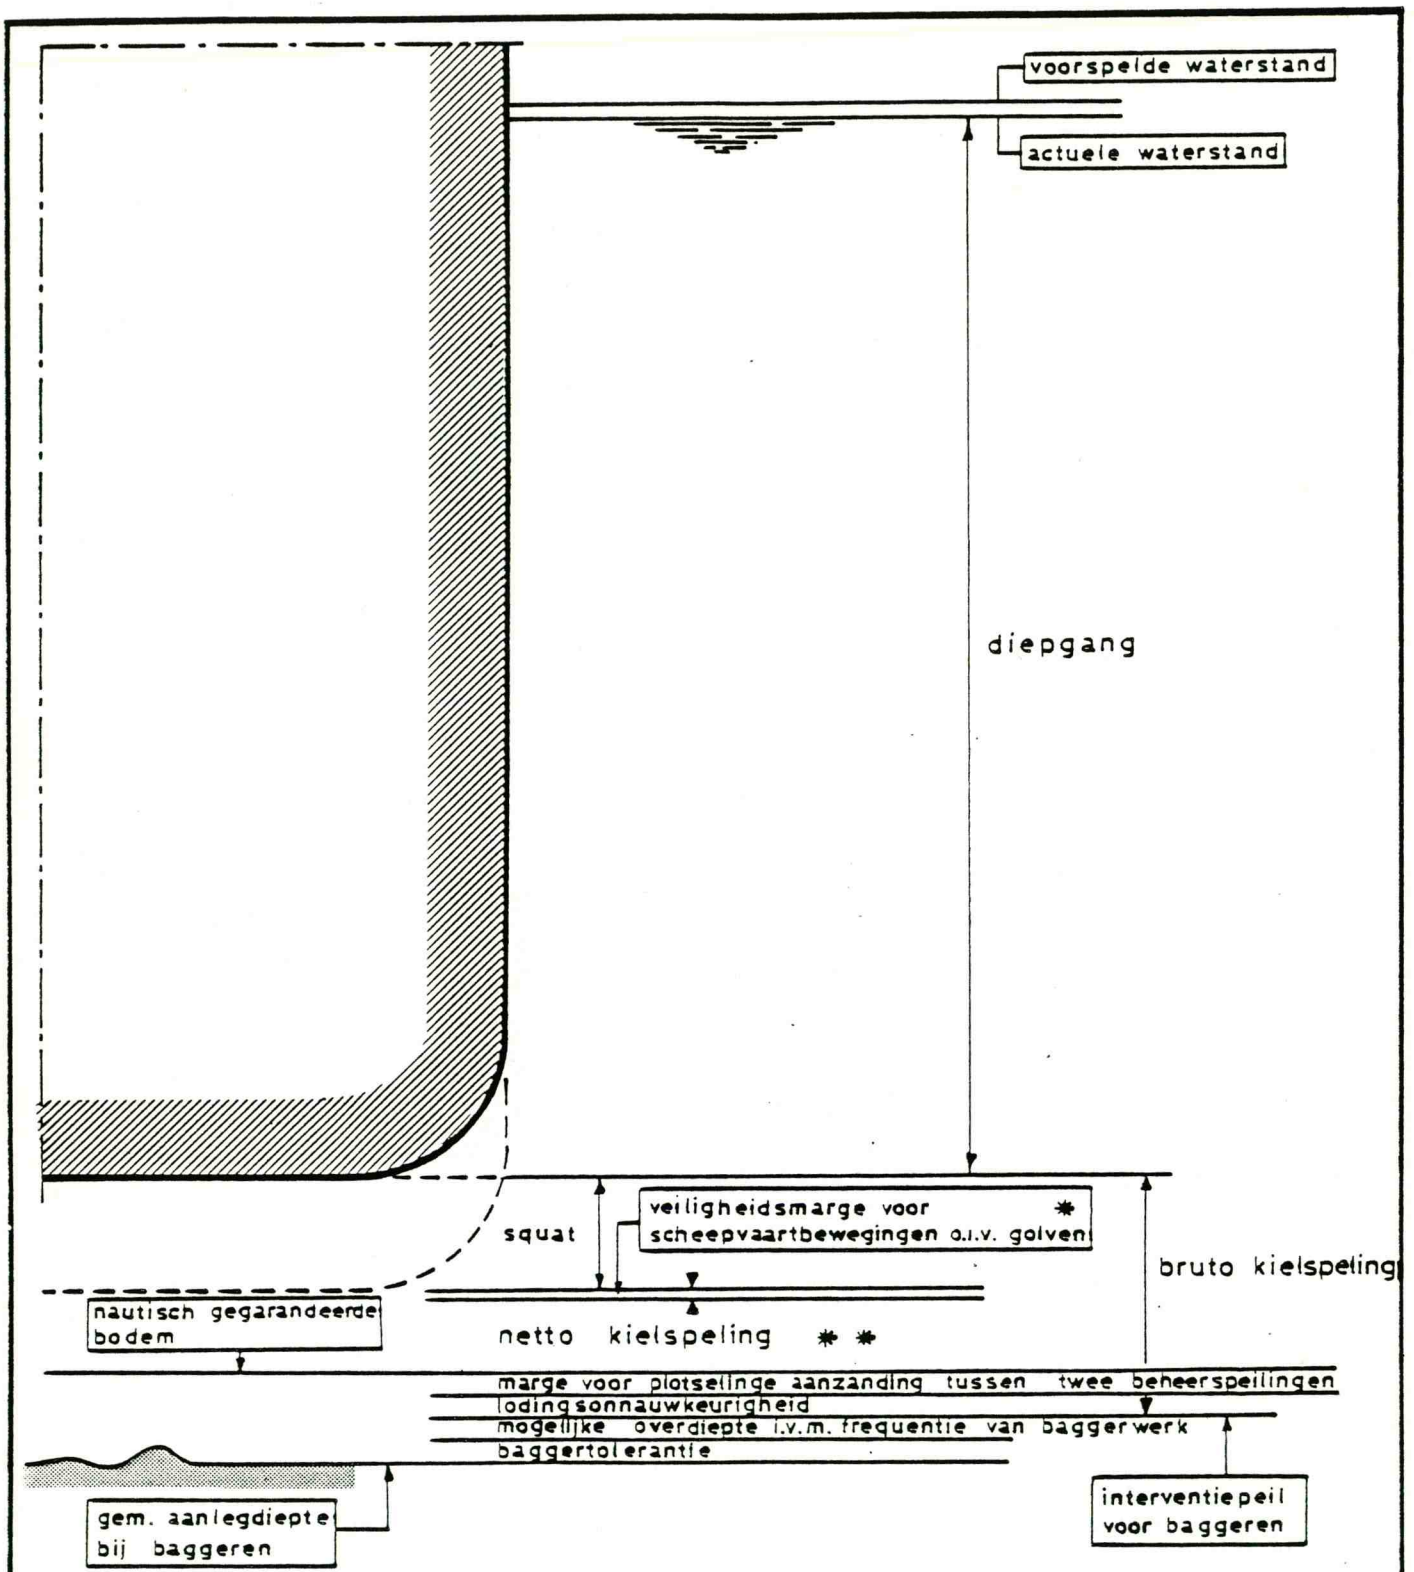 voorspelde waterstand
actuele waterstand
diepgang
veiligheidsmarge voor *
scheepvaartbewegingen o.i.v. golven
squat
bruto kielspeling
nautisch gegarandeerde
bodem
netto kielspeling * *
marge voor plotselinge aanzanding tussen twee beheerspeilingen
lodingsonnauwkeurigheid
mogelijke overdiepte i.v.m. frequentie van baggerwerk
baggertolerantie
interventiepeil
voor baggeren
gem. aanlegdiepte
bij baggeren